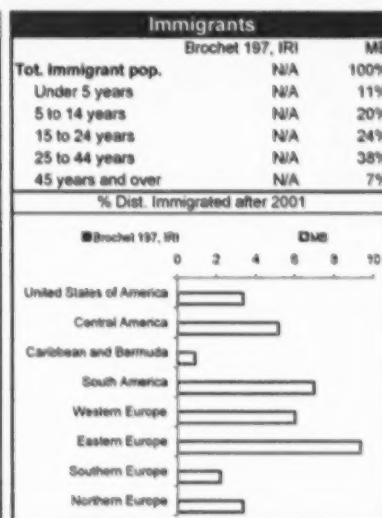 Immigrants
Brochet 197, IRI MB
Tot. Immigrant pop. N/A 100%
Under 5 years N/A 11%
5 to 14 years N/A 20%
15 to 24 years N/A 24%
25 to 44 years N/A 38%
45 years and over N/A 7%
% Dist. Immigrated after 2001
Brochet 197, IRI MB
0 2 4 6 8 10
United States of America
Central America
Caribbean and Bermuda
South America
Western Europe
Eastern Europe
Southern Europe
Northern Europe